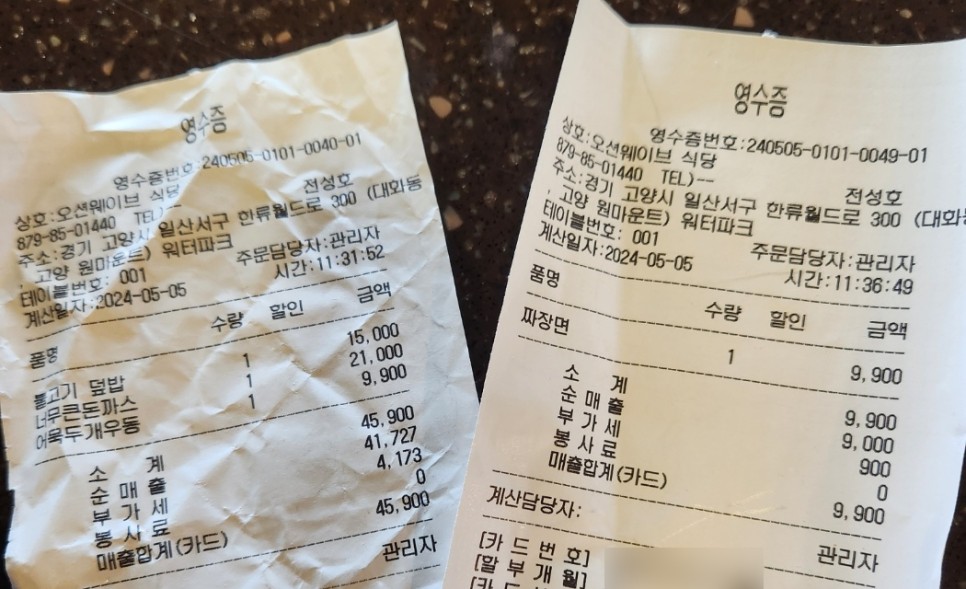 영수증
영수증번호:240505-0101-0040-01
상호:오션웨이브 식당
879-85-01440 TEL)-- 전성호
주소:경기 고양시 일산서구 한류월드로 300 (대화동
, 고양 원마운트) 워터파크
테이블번호: 001 주문담당자:관리자
계산일자:2024-05-05 시간:11:31:52
품명 수량 할인 금액
불고기 덮밥 1 15,000
너무큰돈까스 1 21,000
어묵두개우동 1 9,900
소 계 45,900
순 매 출 41,727
부 가 세 4,173
봉 사 료 0
매출합계(카드) 45,900
관리자
영수증
영수증번호:240505-0101-0049-01
상호:오션웨이브 식당
879-85-01440 TEL)-- 전성호
주소:경기 고양시 일산서구 한류월드로 300 (대화동
, 고양 원마운트) 워터파크
테이블번호: 001 주문담당자:관리자
계산일자:2024-05-05 시간:11:36:49
품명 수량 할인 금액
짜장면 1 9,900
소 계 9,900
순 매 출 9,000
부 가 세 900
봉 사 료 0
매출합계(카드) 9,900
계산담당자: 관리자
[카 드 번 호]
[할 부 개 월]